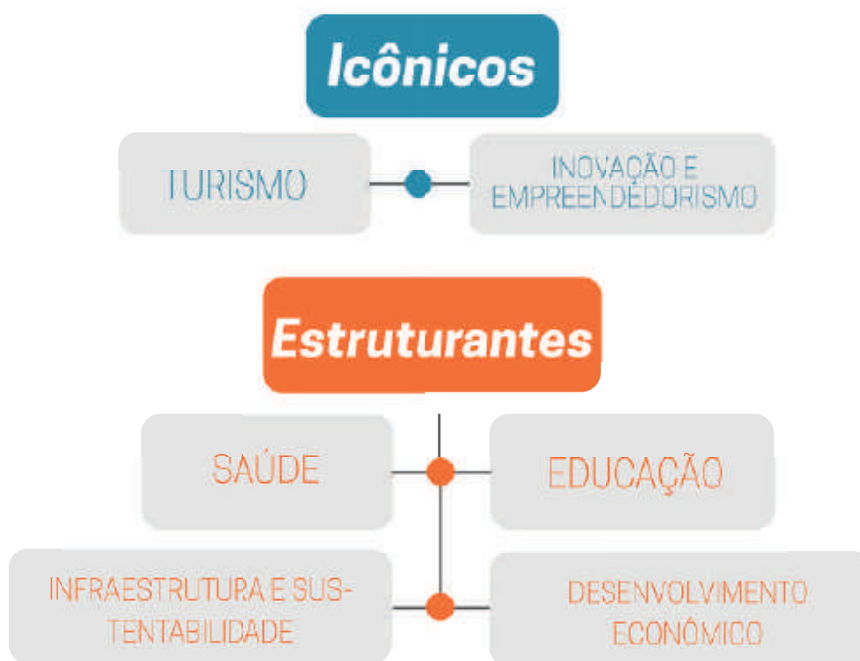 Icônicos
TURISMO
INOVAÇÃO E
EMPREENDEDORISMO
Estruturantes
SAÚDE
EDUCAÇÃO
INFRAESTRUTURA E SUS-
TENTABILIDADE
DESENVOLVIMENTO
ECONÔMICO